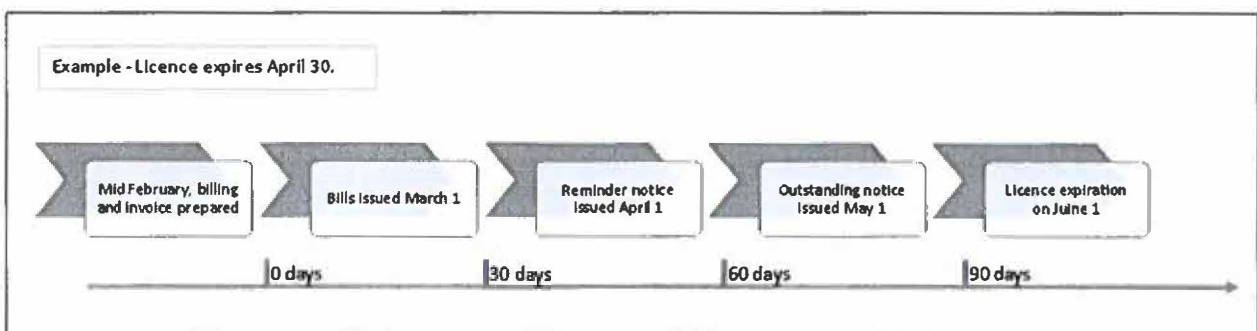 Example - Licence expires April 30.
Mid February, billing
and invoice prepared
Bills issued March 1
Reminder notice
issued April 1
Outstanding notice
issued May 1
Licence expiration
on June 1
0 days
30 days
60 days
90 days